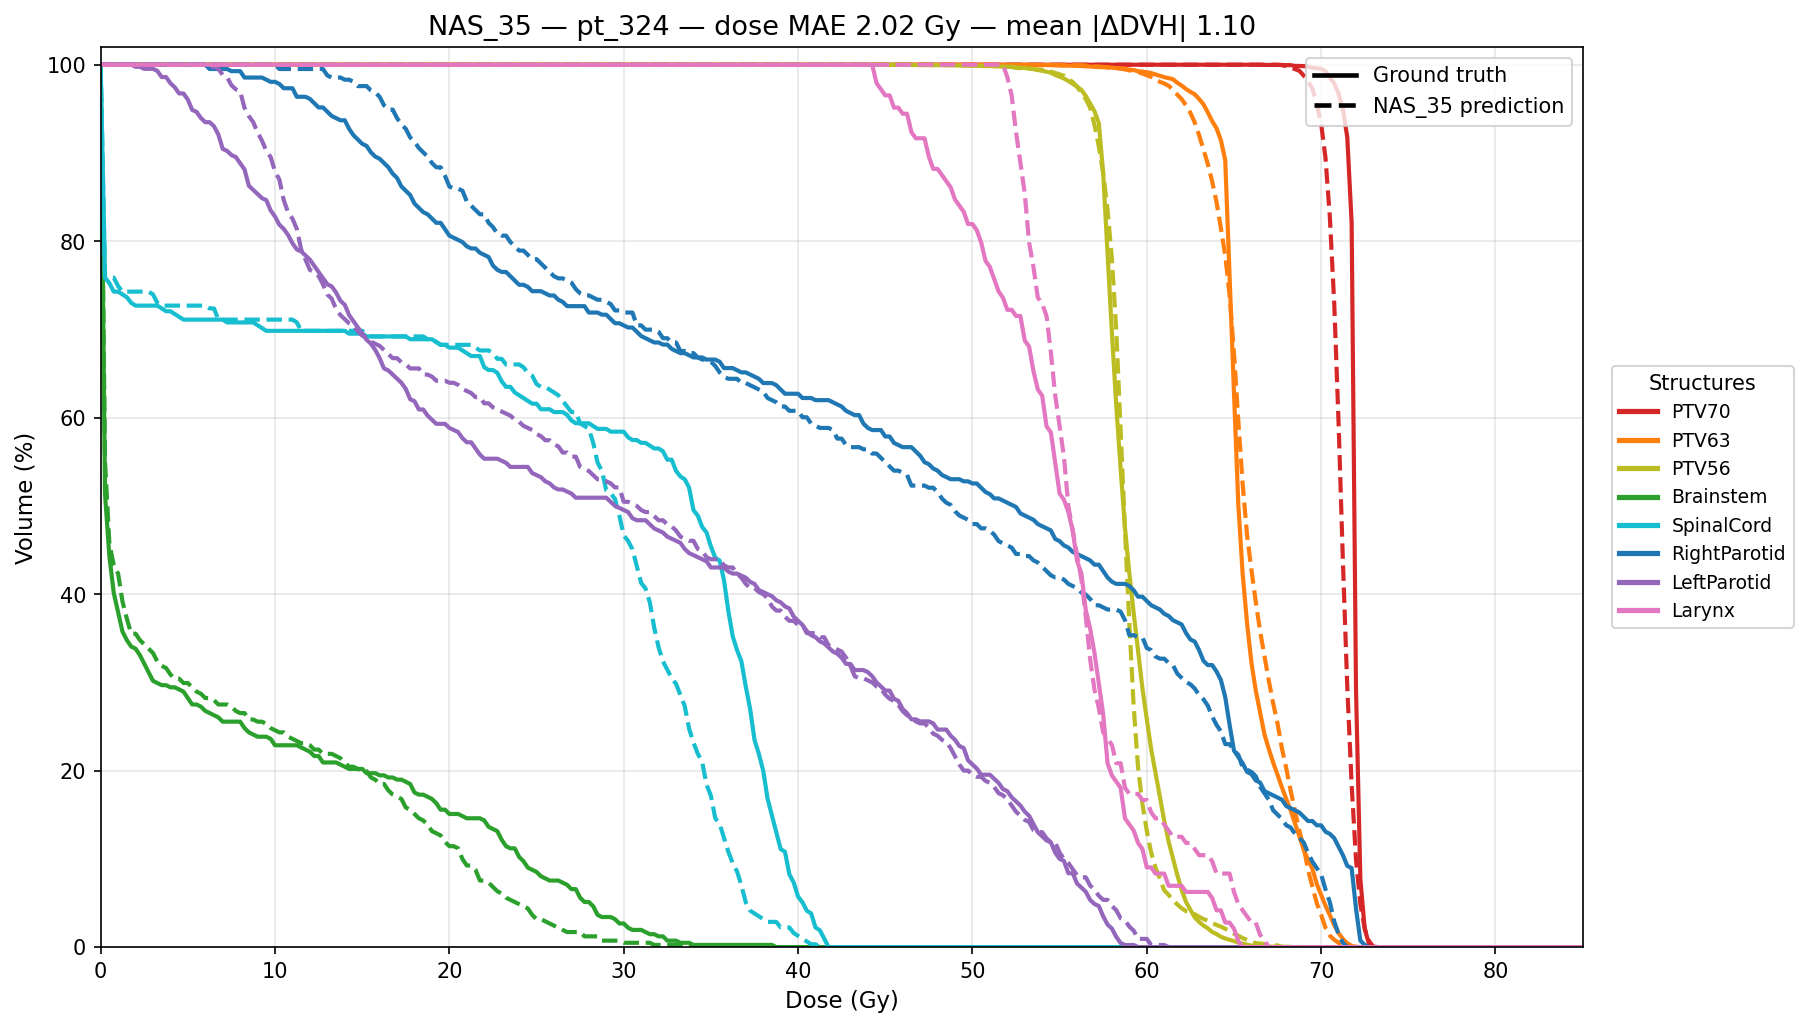 NAS_35 — pt_324 — dose MAE 2.02 Gy — mean |ΔDVH| 1.10
Ground truth
NAS_35 prediction
Volume (%)
100
80
60
40
20
0
0 10 20 30 40 50 60 70 80
Dose (Gy)
Structures
PTV70
PTV63
PTV56
Brainstem
SpinalCord
RightParotid
LeftParotid
Larynx